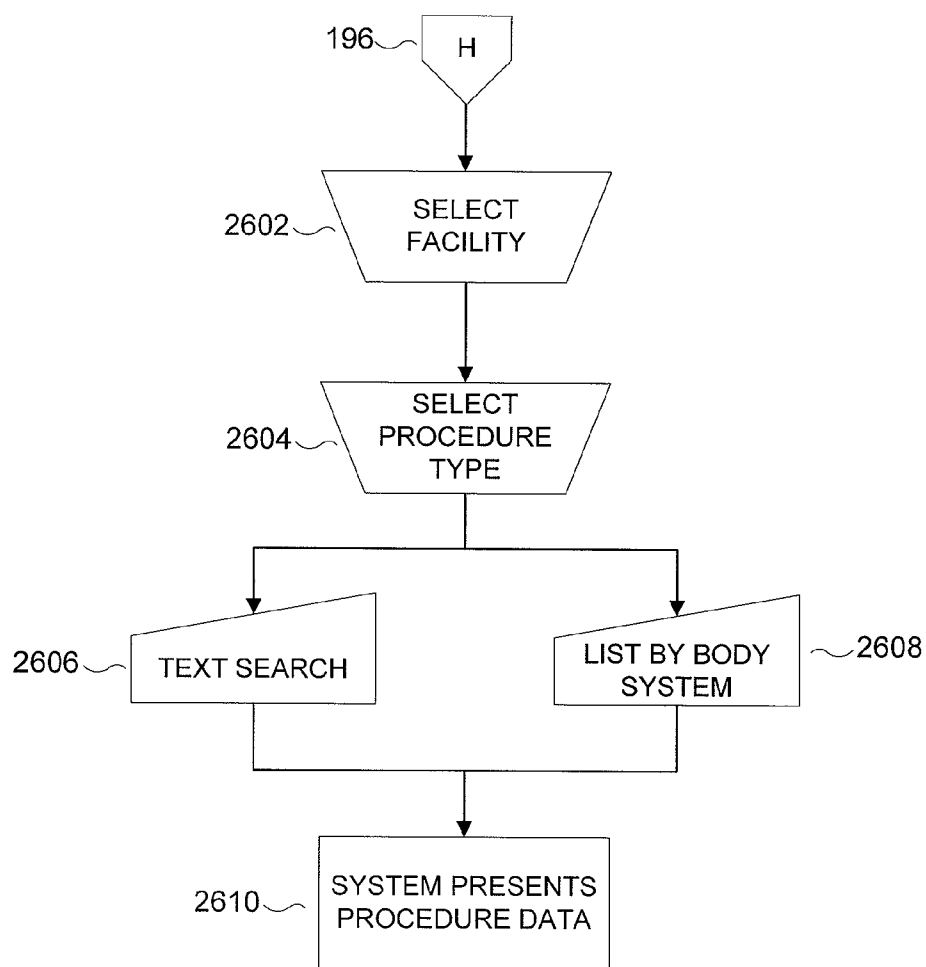 196
H
2602
SELECT
FACILITY
2604
SELECT
PROCEDURE
TYPE
2606
TEXT SEARCH
LIST BY BODY
SYSTEM
2608
2610
SYSTEM PRESENTS
PROCEDURE DATA